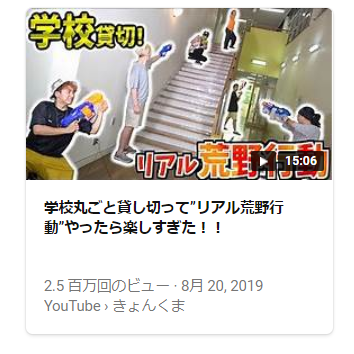 学校貸切!
リアル荒野行動
15:06
学校丸ごと貸し切って”リアル荒野行
動”やったら楽しすぎた！！
2.5 百万回のビュー · 8月 20, 2019
YouTube › きょんくま